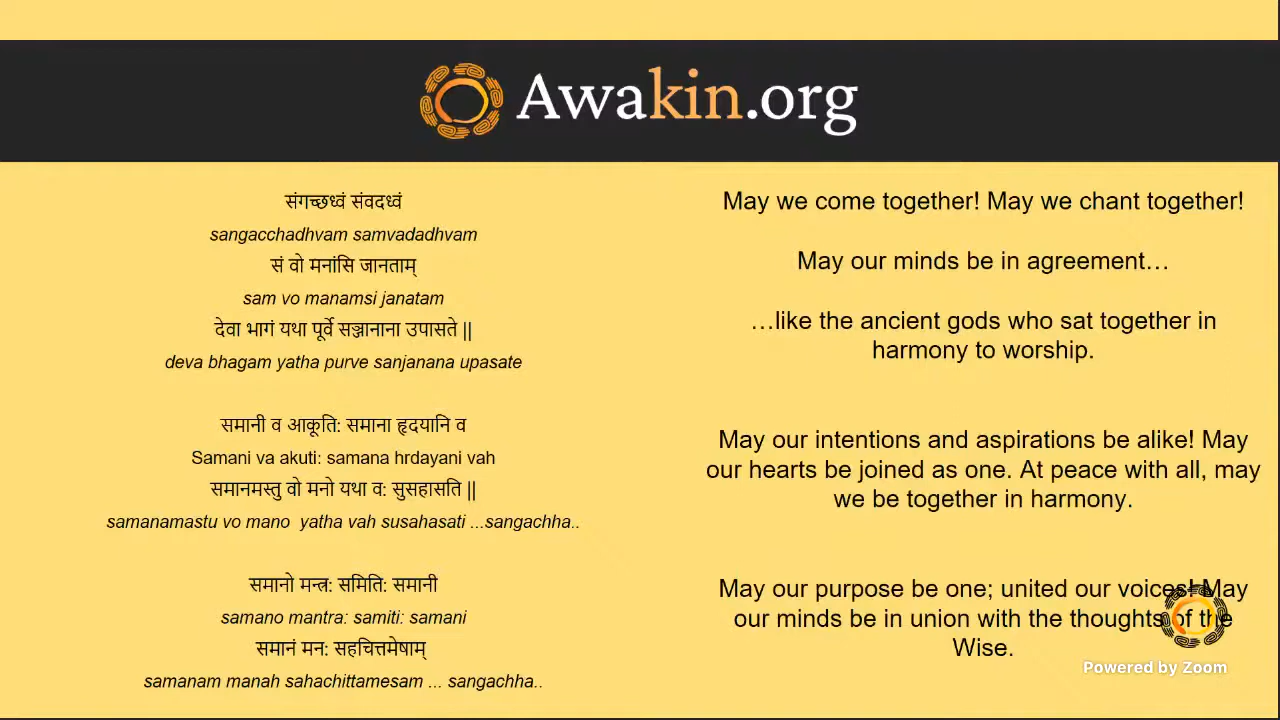 Awakin.org
संगच्छध्वं संवदध्वं
sangacchadhvam samvadadhvam
सं वो मनांसि जानताम्
sam vo manamsi janatam
देवा भागं यथा पूर्वे सञ्जानाना उपासते ||
deva bhagam yatha purve sanjanana upasate
समानी व आकूति: समाना हृदयानि व
Samani va akuti: samana hrdayani vah
समानमस्तु वो मनो यथा व: सुसहासति ||
samanamastu vo mano yatha vah susahasati ...sangachha..
समानो मन्त्र: समिति: समानी
samano mantra: samiti: samani
समानं मन: सहचित्तमेषाम्
samanam manah sahachittamesam ... sangachha..
May we come together! May we chant together!
May our minds be in agreement…
…like the ancient gods who sat together in
harmony to worship.
May our intentions and aspirations be alike! May
our hearts be joined as one. At peace with all, may
we be together in harmony.
May our purpose be one; united our voices! May
our minds be in union with the thoughts of the
Wise.
Powered by Zoom